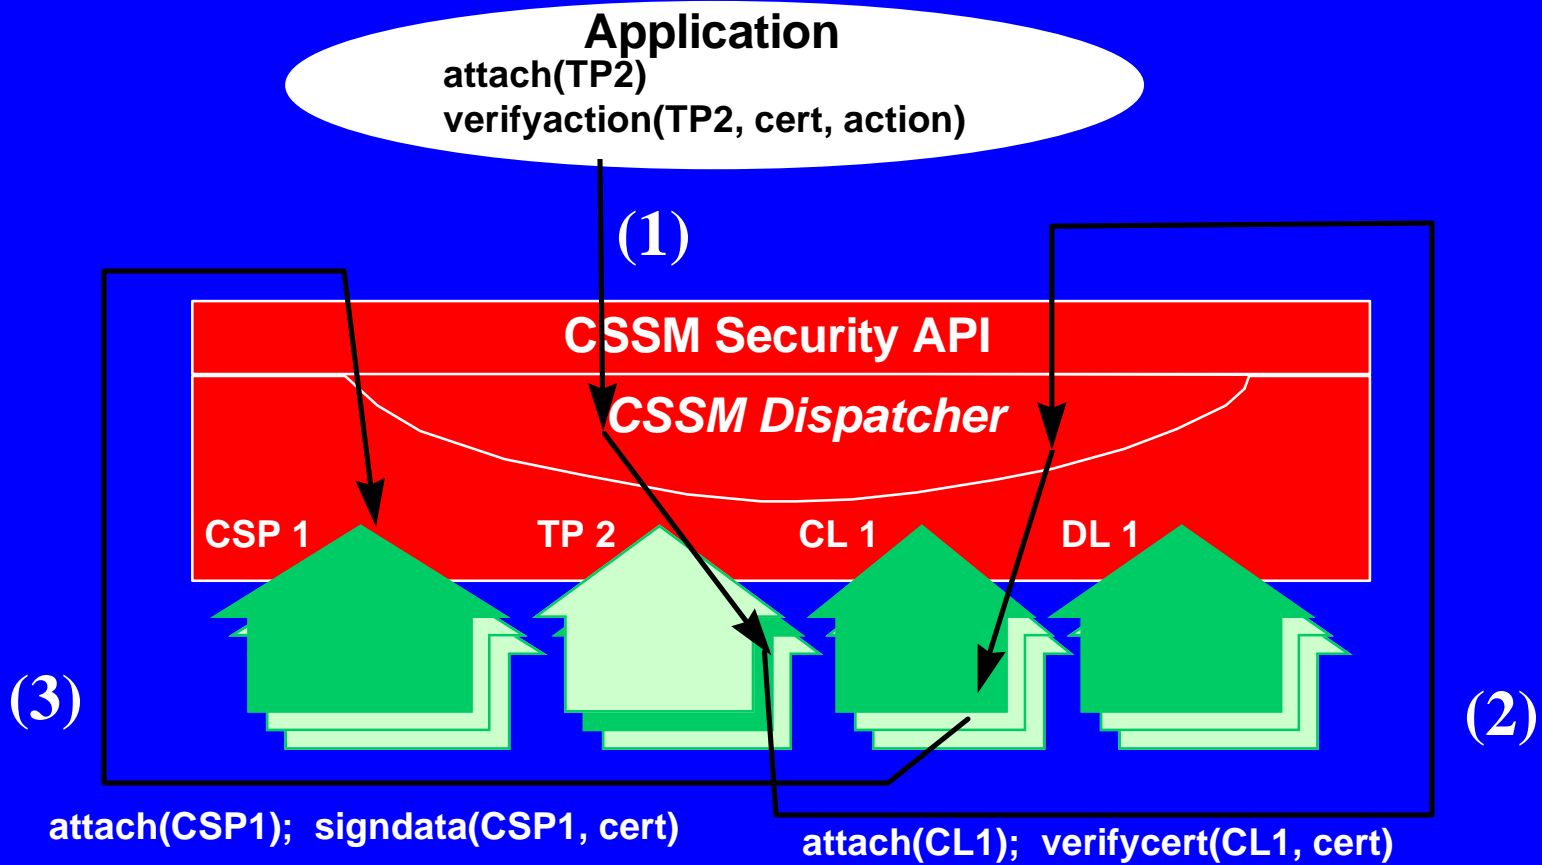 Application
attach(TP2)
verifyaction(TP2, cert, action)
(1)
CSSM Security API
CSSM Dispatcher
CSP 1
TP 2
CL 1
DL 1
(3)
(2)
attach(CSP1); signdata(CSP1, cert)
attach(CL1); verifycert(CL1, cert)